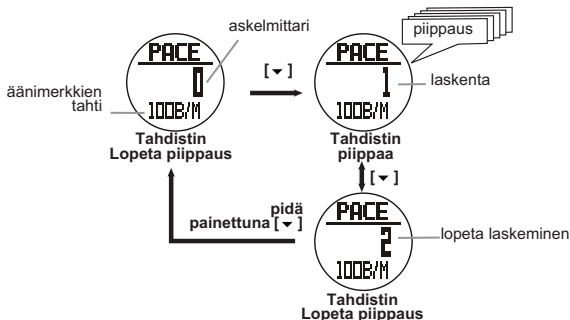 askelmittari
PACE
0
100B/M
äänimerkkien
tahti
Tahdistin
Lopeta piippaus
[ ▾ ]
piippaus
PACE
1
100B/M
laskenta
Tahdistin
piippaa
[ ▾ ]
pidä
painettuna [ ▾ ]
PACE
2
100B/M
lopeta laskeminen
Tahdistin
Lopeta piippaus